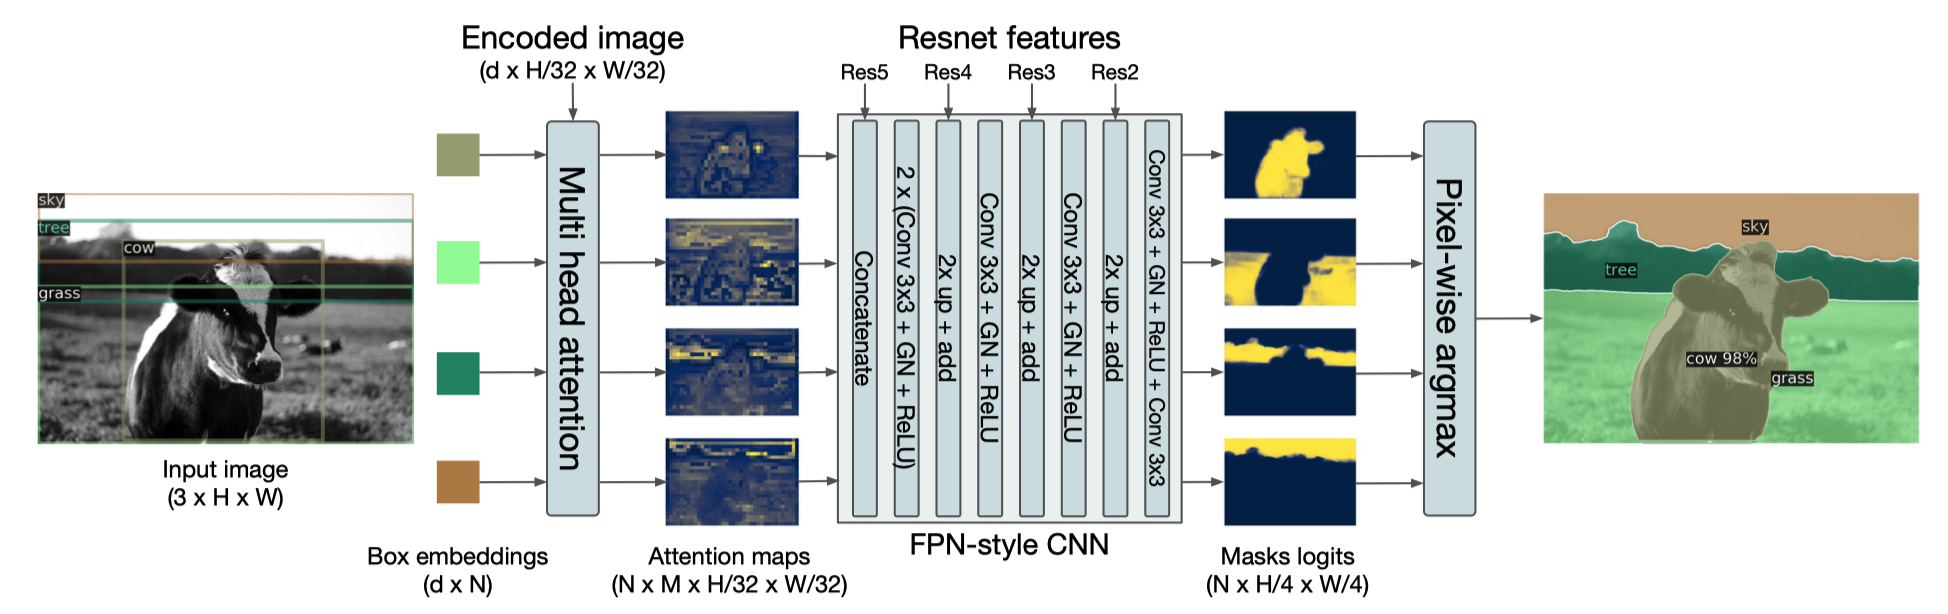 Encoded image
(d x H/32 x W/32)
Resnet features
Res5
Res4
Res3
Res2
sky
tree
cow
grass
Input image
(3 x H x W)
Box embeddings
(d x N)
Multi head attention
Attention maps
(N x M x H/32 x W/32)
Concatenate
2 x (Conv 3x3 + GN + ReLU)
2x up + add
Conv 3x3 + GN + ReLU
2x up + add
Conv 3x3 + GN + ReLU
2x up + add
Conv 3x3 + GN + ReLU + Conv 3x3
FPN-style CNN
Masks logits
(N x H/4 x W/4)
Pixel-wise argmax
sky
tree
cow 98%
grass